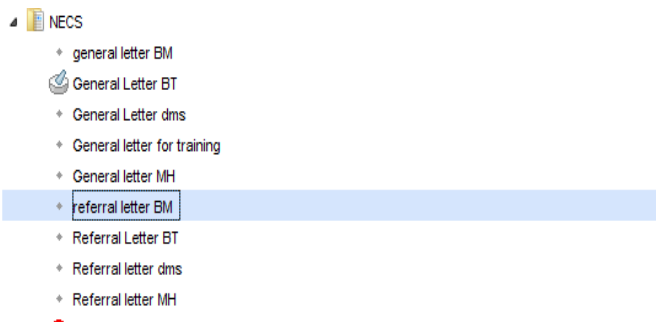 NECS
general letter BM
General Letter BT
General Letter dms
General letter for training
General letter MH
referral letter BM
Referral Letter BT
Referral letter dms
Referral letter MH